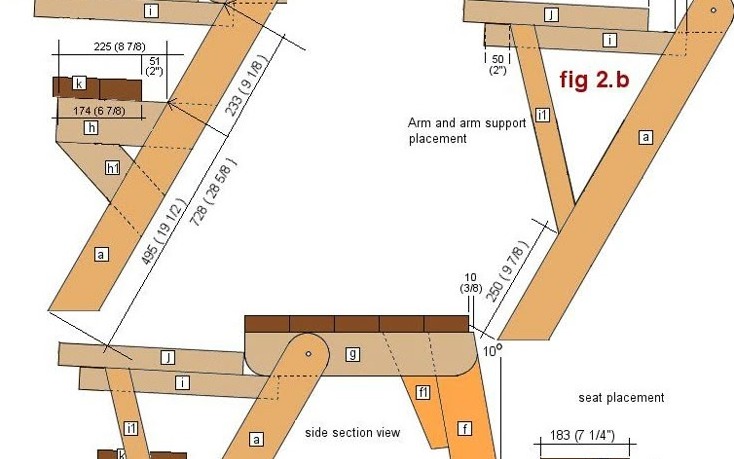 i
225 (8 7/8)
51
(2")
k
174 (6 7/8)
h
h1
a
233 ( 9 1/8 )
728 (28 5/8 )
495 ( 19 1/2 )
J
i
50
(2")
fig 2.b
i1
a
Arm and arm support
placement
250 ( 9 7/8 )
10
(3/8)
10°
J
i
i1
k
g
a
f1
f
side section view
seat placement
183 (7 1/4")